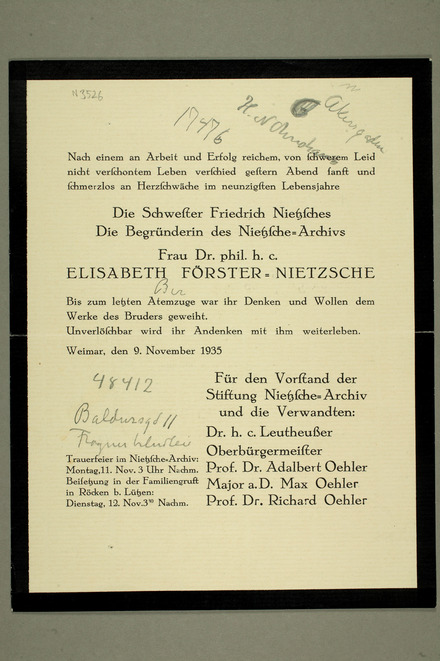 №3526
17476
Nach einem an Arbeit und Erfolg reichem, von schwerem Leid
nicht verschontem Leben verschied gestern Abend sanft und
schmerzlos an Herzschwäche im neunzigsten Lebensjahre
Die Schwester Friedrich Nietzsches
Die Begründerin des Nietzsche=Archivs
Frau Dr. phil. h. c.
ELISABETH FÖRSTER=NIETZSCHE
Bis zum letzten Atemzuge war ihr Denken und Wollen dem
Werke des Bruders geweiht.
Unverlöschbar wird ihr Andenken mit ihm weiterleben.
Weimar, den 9. November 1935
48412
Für den Vorstand der
Stiftung Nietzsche=Archiv
und die Verwandten:
Dr. h. c. Leutheußer
Oberbürgermeister
Prof. Dr. Adalbert Oehler
Major a.D. Max Oehler
Prof. Dr. Richard Oehler
Trauerfeier im Nietzsche=Archiv:
Montag, 11. Nov. 3 Uhr Nachm.
Beisetzung in der Familiengruft
in Röcken b. Lützen:
Dienstag, 12. Nov. 3³⁰ Nachm.